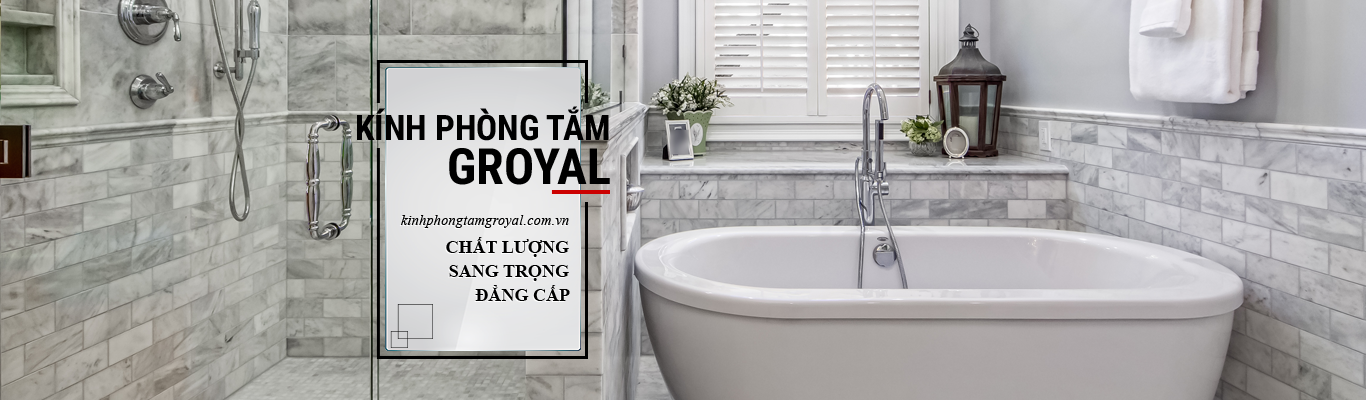 KÍNH PHÒNG TẮM
GROYAL
kinhphongtamgroyal.com.vn
CHẤT LƯỢNG
SANG TRỌNG
ĐẲNG CẤP